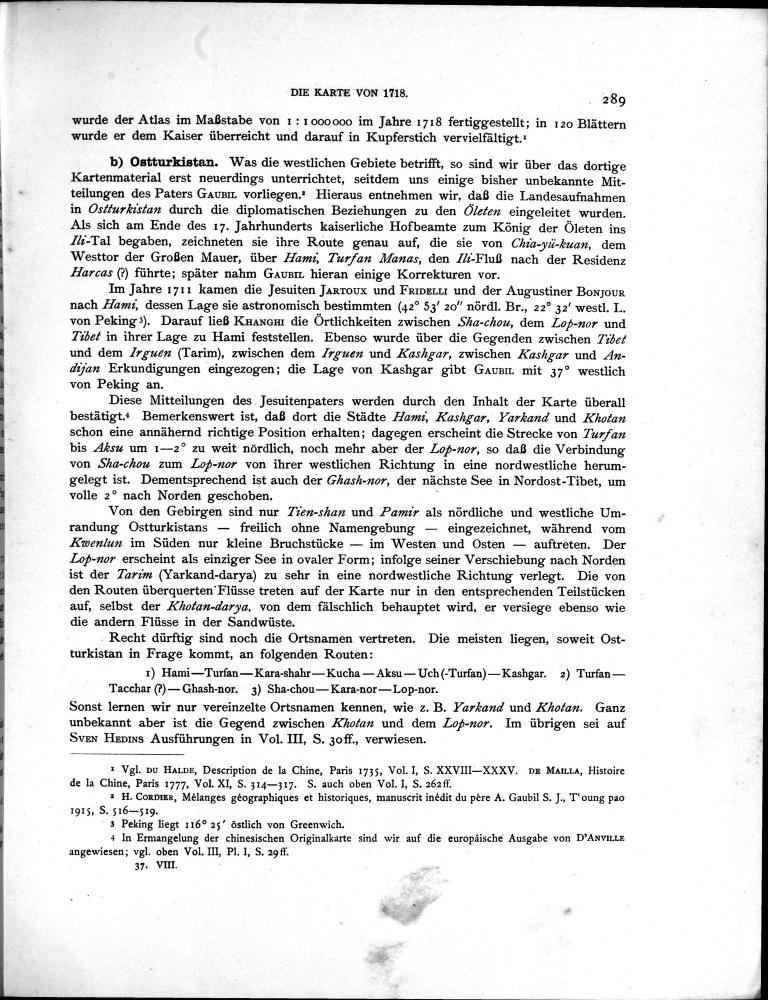 DIE KARTE VON 1718.
289
wurde der Atlas im Maßstabe von 1 : 1 000 000 im Jahre 1718 fertiggestellt; in 120 Blättern
wurde er dem Kaiser überreicht und darauf in Kupferstich vervielfältigt.¹
b) Ostturkistan. Was die westlichen Gebiete betrifft, so sind wir über das dortige
Kartenmaterial erst neuerdings unterrichtet, seitdem uns einige bisher unbekannte Mit-
teilungen des Paters GAUBIL vorliegen.² Hieraus entnehmen wir, daß die Landesaufnahmen
in Ostturkistan durch die diplomatischen Beziehungen zu den Öleten eingeleitet wurden.
Als sich am Ende des 17. Jahrhunderts kaiserliche Hofbeamte zum König der Öleten ins
Ili-Tal begaben, zeichneten sie ihre Route genau auf, die sie von Chia-yü-kuan, dem
Westtor der Großen Mauer, über Hami, Turfan Manas, den Ili-Fluß nach der Residenz
Harcas (?) führte; später nahm GAUBIL hieran einige Korrekturen vor.
Im Jahre 1711 kamen die Jesuiten JARTOUX und FRIDELLI und der Augustiner BONJOUR
nach Hami, dessen Lage sie astronomisch bestimmten (42° 53′ 20″ nördl. Br., 22° 32′ westl. L.
von Peking³). Darauf ließ KHANGHI die Örtlichkeiten zwischen Sha-chou, dem Lop-nor und
Tibet in ihrer Lage zu Hami feststellen. Ebenso wurde über die Gegenden zwischen Tibet
und dem Irguen (Tarim), zwischen dem Irguen und Kashgar, zwischen Kashgar und An-
dijan Erkundigungen eingezogen; die Lage von Kashgar gibt GAUBIL mit 37° westlich
von Peking an.
Diese Mitteilungen des Jesuitenpaters werden durch den Inhalt der Karte überall
bestätigt.⁴ Bemerkenswert ist, daß dort die Städte Hami, Kashgar, Yarkand und Khotan
schon eine annähernd richtige Position erhalten; dagegen erscheint die Strecke von Turfan
bis Aksu um 1—2° zu weit nördlich, noch mehr aber der Lop-nor, so daß die Verbindung
von Sha-chou zum Lop-nor von ihrer westlichen Richtung in eine nordwestliche herum-
gelegt ist. Dementsprechend ist auch der Ghash-nor, der nächste See in Nordost-Tibet, um
volle 2° nach Norden geschoben.
Von den Gebirgen sind nur Tien-shan und Pamir als nördliche und westliche Um-
randung Ostturkistans — freilich ohne Namengebung — eingezeichnet, während vom
Kwenlun im Süden nur kleine Bruchstücke — im Westen und Osten — auftreten. Der
Lop-nor erscheint als einziger See in ovaler Form; infolge seiner Verschiebung nach Norden
ist der Tarim (Yarkand-darya) zu sehr in eine nordwestliche Richtung verlegt. Die von
den Routen überquerten Flüsse treten auf der Karte nur in den entsprechenden Teilstücken
auf, selbst der Khotan-darya, von dem fälschlich behauptet wird, er versiege ebenso wie
die andern Flüsse in der Sandwüste.
Recht dürftig sind noch die Ortsnamen vertreten. Die meisten liegen, soweit Ost-
turkistan in Frage kommt, an folgenden Routen:
1) Hami—Turfan—Kara-shahr—Kucha—Aksu—Uch(-Turfan)—Kashgar. 2) Turfan—
Tacchar (?)—Ghash-nor. 3) Sha-chou—Kara-nor—Lop-nor.
Sonst lernen wir nur vereinzelte Ortsnamen kennen, wie z. B. Yarkand und Khotan. Ganz
unbekannt aber ist die Gegend zwischen Khotan und dem Lop-nor. Im übrigen sei auf
SVEN HEDINS Ausführungen in Vol. III, S. 30ff., verwiesen.
¹ Vgl. DU HALDE, Description de la Chine, Paris 1735, Vol. I, S. XXVIII—XXXV. DE MAILLA, Histoire
de la Chine, Paris 1777, Vol. XI, S. 314—317. S. auch oben Vol. I, S. 262ff.
² H. CORDIER, Mélanges géographiques et historiques, manuscrit inédit du père A. Gaubil S. J., T‘oung pao
1915, S. 516—519.
³ Peking liegt 116° 25′ östlich von Greenwich.
⁴ In Ermangelung der chinesischen Originalkarte sind wir auf die europäische Ausgabe von D'ANVILLE
angewiesen; vgl. oben Vol. III, Pl. I, S. 29ff.
37. VIII.